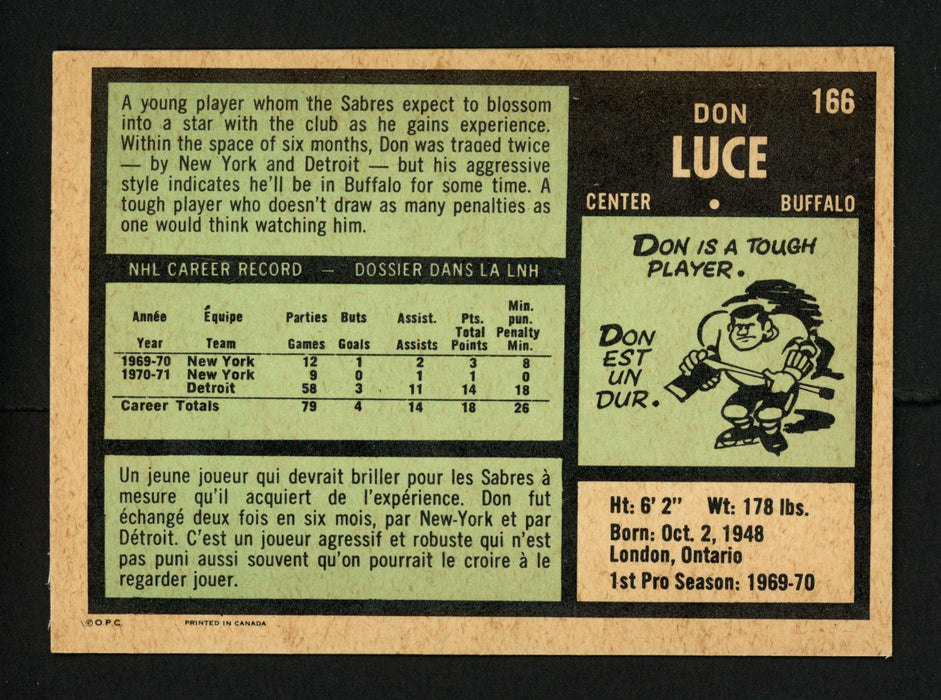 A young player whom the Sabres expect to blossom
into a star with the club as he gains experience.
Within the space of six months, Don was traded twice
— by New York and Detroit — but his aggressive
style indicates he'll be in Buffalo for some time. A
tough player who doesn't draw as many penalties as
one would think watching him.
166
DON
LUCE
CENTER • BUFFALO
NHL CAREER RECORD — DOSSIER DANS LA LNH
Min.
Année Équipe Parties Buts Assist. Pts. pun.
Total Penalty
Year Team Games Goals Assists Points Min.
1969-70 New York 12 1 2 3 8
1970-71 New York 9 0 1 1 0
Detroit 58 3 11 14 18
Career Totals 79 4 14 18 26
DON IS A TOUGH
PLAYER.
DON
EST
UN
DUR.
Un jeune joueur qui devrait briller pour les Sabres à
mesure qu'il acquiert de l'expérience. Don fut
échangé deux fois en six mois, par New-York et par
Détroit. C'est un joueur agressif et robuste qui n'est
pas puni aussi souvent qu'on pourrait le croire à le
regarder jouer.
Ht: 6' 2" Wt: 178 lbs.
Born: Oct. 2, 1948
London, Ontario
1st Pro Season: 1969-70
© O.P.C. PRINTED IN CANADA